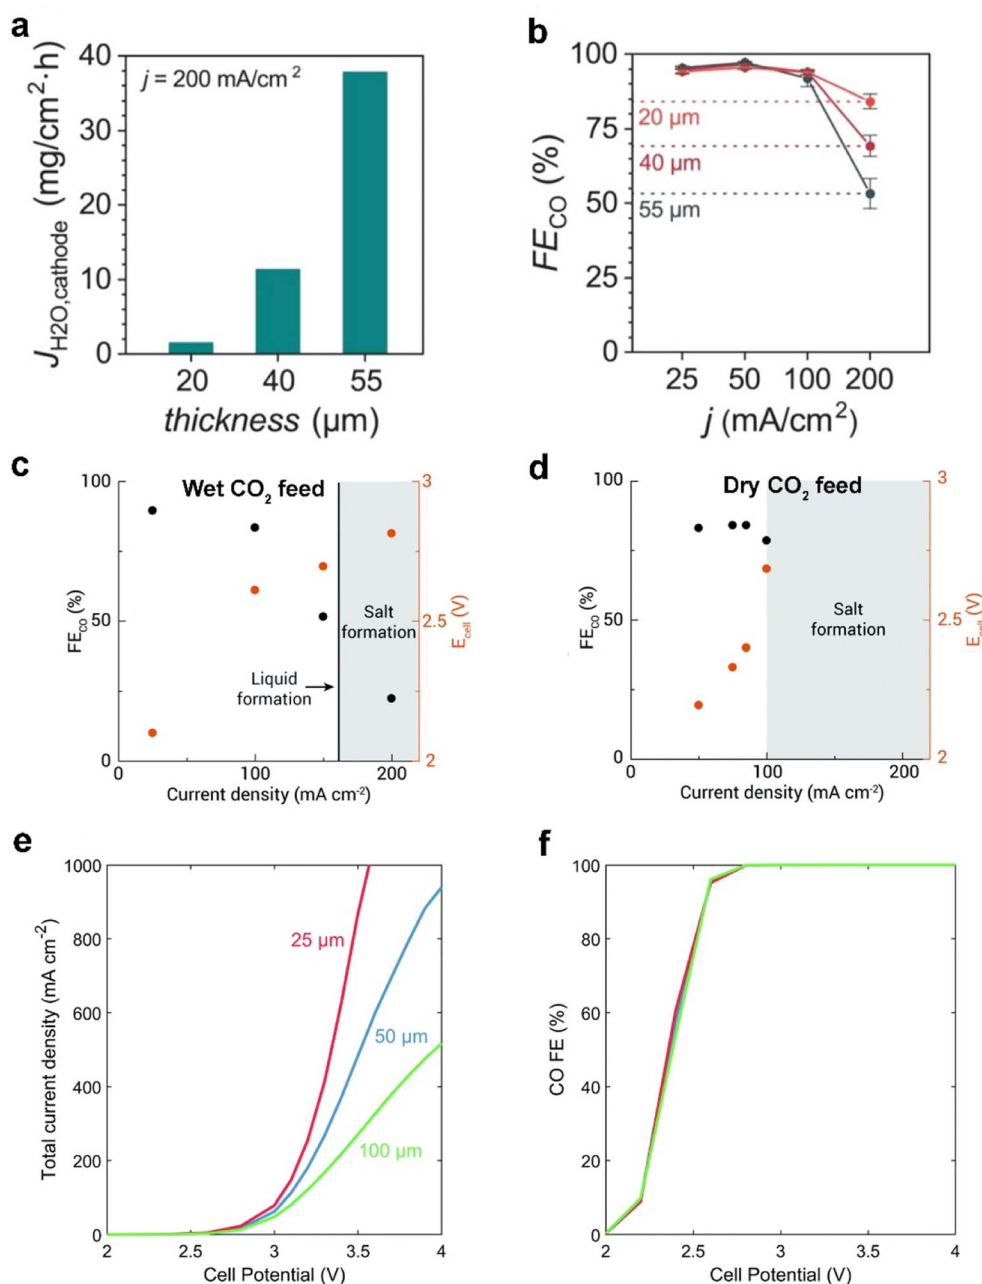 a
J_H2O,cathode (mg/cm²·h)
40
30
20
10
0
j = 200 mA/cm²
20 40 55
thickness (µm)
b
FE_CO (%)
100
75
50
25
0
20 µm
40 µm
55 µm
25 50 100 200
j (mA/cm²)
c
Wet CO₂ feed
FE_co (%)
100
50
0
Liquid
formation
Salt
formation
3
2.5
2
E_cell (V)
0 100 200
Current density (mA cm⁻²)
d
Dry CO₂ feed
FE_co (%)
100
50
0
Salt
formation
3
2.5
2
E_cell (V)
0 100 200
Current density (mA cm⁻²)
e
Total current density (mA cm⁻²)
1000
800
600
400
200
0
25 µm
50 µm
100 µm
2 2.5 3 3.5 4
Cell Potential (V)
f
CO FE (%)
100
80
60
40
20
0
2 2.5 3 3.5 4
Cell Potential (V)